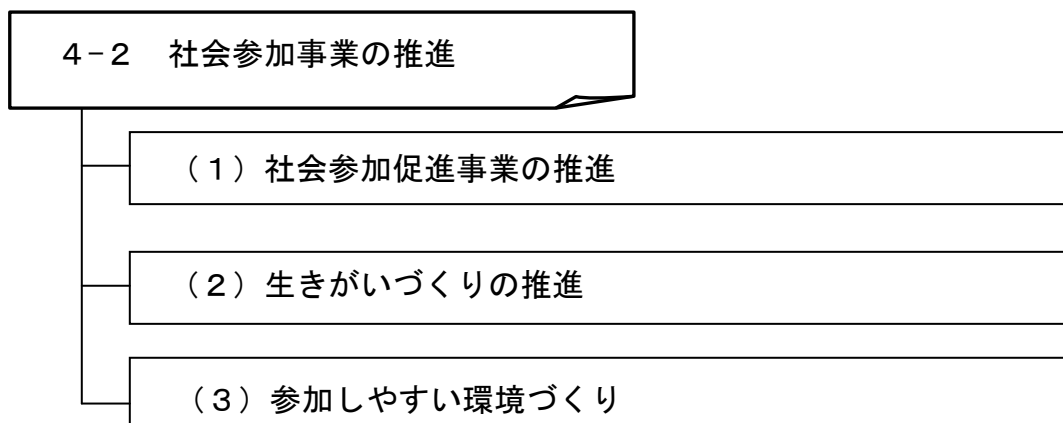 ４−２　社会参加事業の推進
（１）社会参加促進事業の推進
（２）生きがいづくりの推進
（３）参加しやすい環境づくり